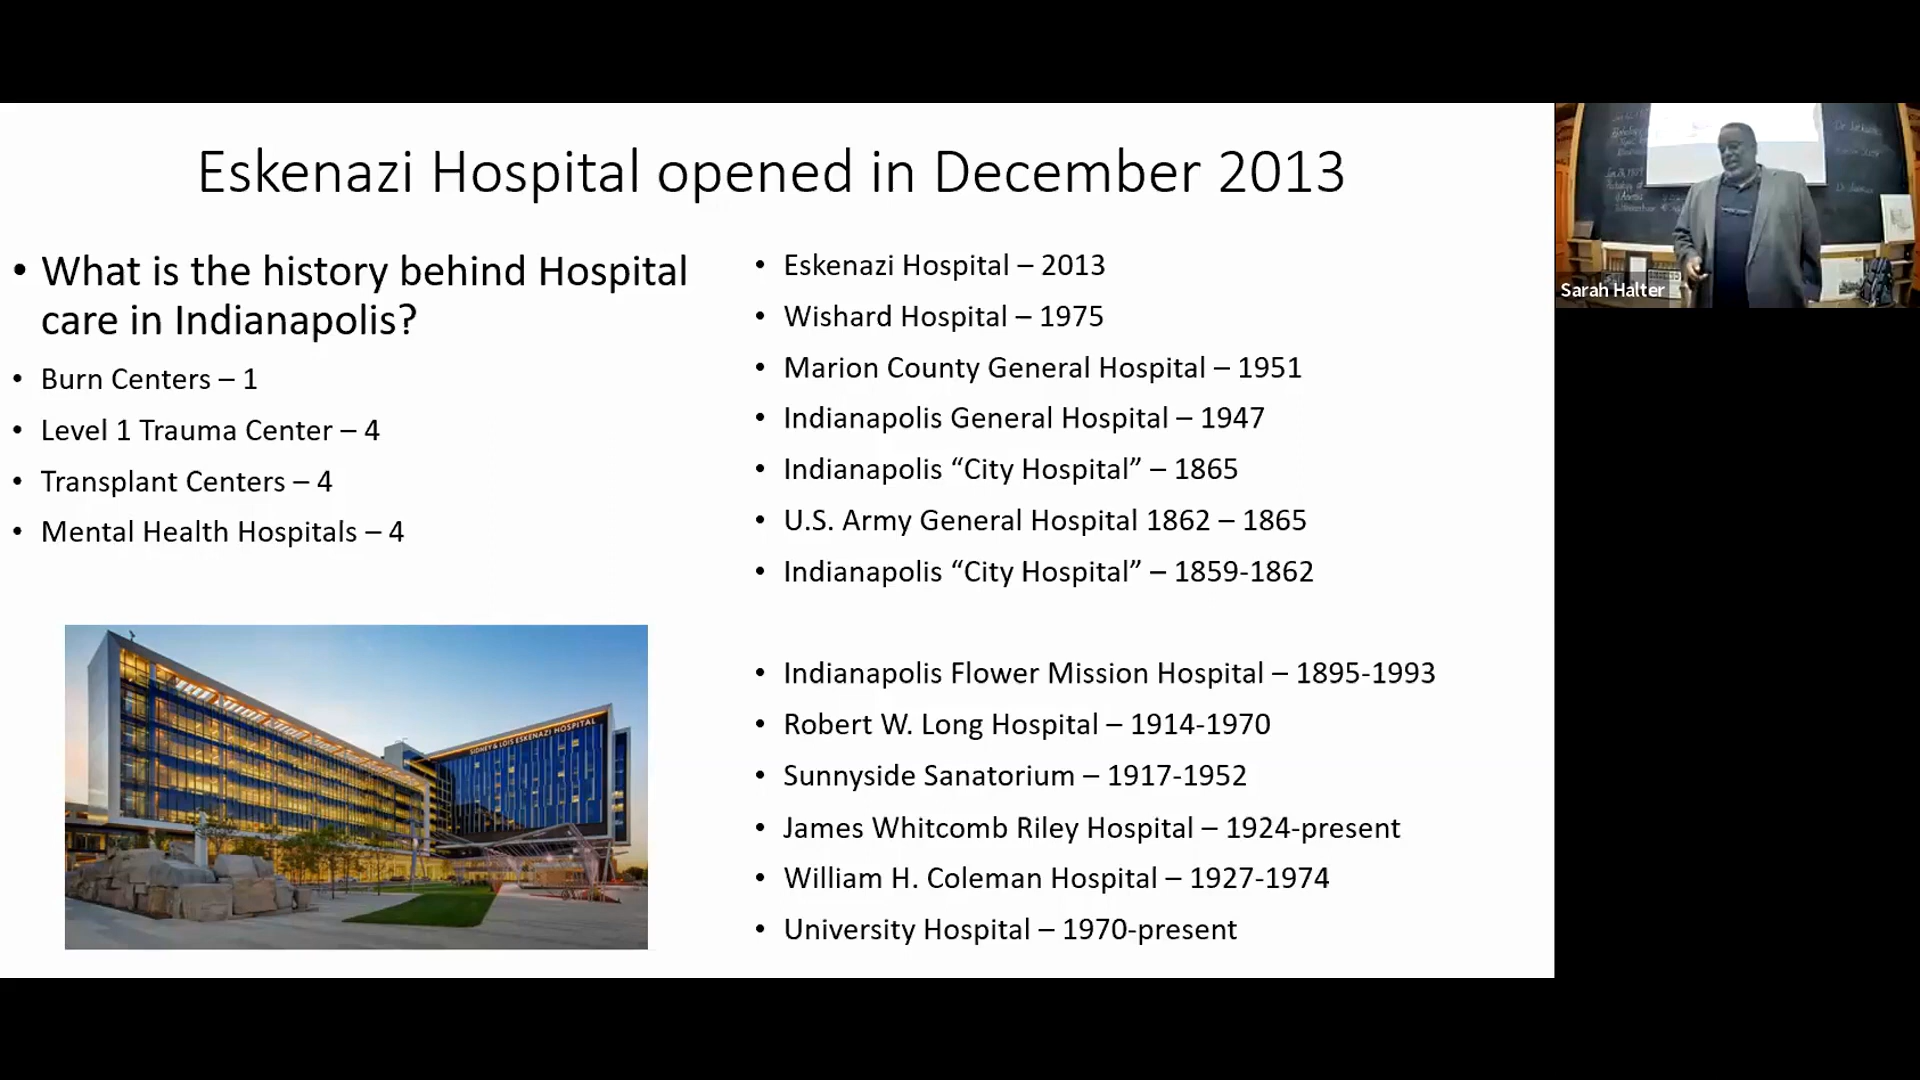 Eskenazi Hospital opened in December 2013
• What is the history behind Hospital
care in Indianapolis?
• Burn Centers – 1
• Level 1 Trauma Center – 4
• Transplant Centers – 4
• Mental Health Hospitals – 4
SIDNEY & LOIS ESKENAZI HOSPITAL
• Eskenazi Hospital – 2013
• Wishard Hospital – 1975
• Marion County General Hospital – 1951
• Indianapolis General Hospital – 1947
• Indianapolis “City Hospital” – 1865
• U.S. Army General Hospital 1862 – 1865
• Indianapolis “City Hospital” – 1859-1862
• Indianapolis Flower Mission Hospital – 1895-1993
• Robert W. Long Hospital – 1914-1970
• Sunnyside Sanatorium – 1917-1952
• James Whitcomb Riley Hospital – 1924-present
• William H. Coleman Hospital – 1927-1974
• University Hospital – 1970-present
Sarah Halter